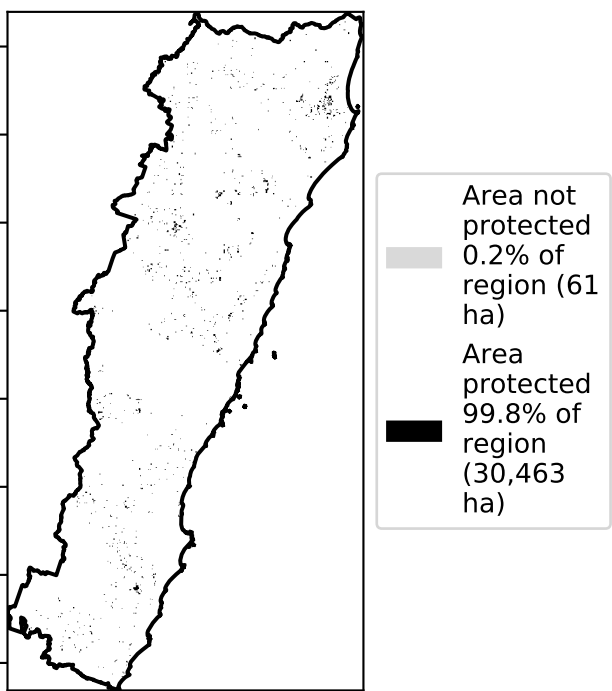 Area not
protected
0.2% of
region (61
ha)
Area
protected
99.8% of
region
(30,463
ha)